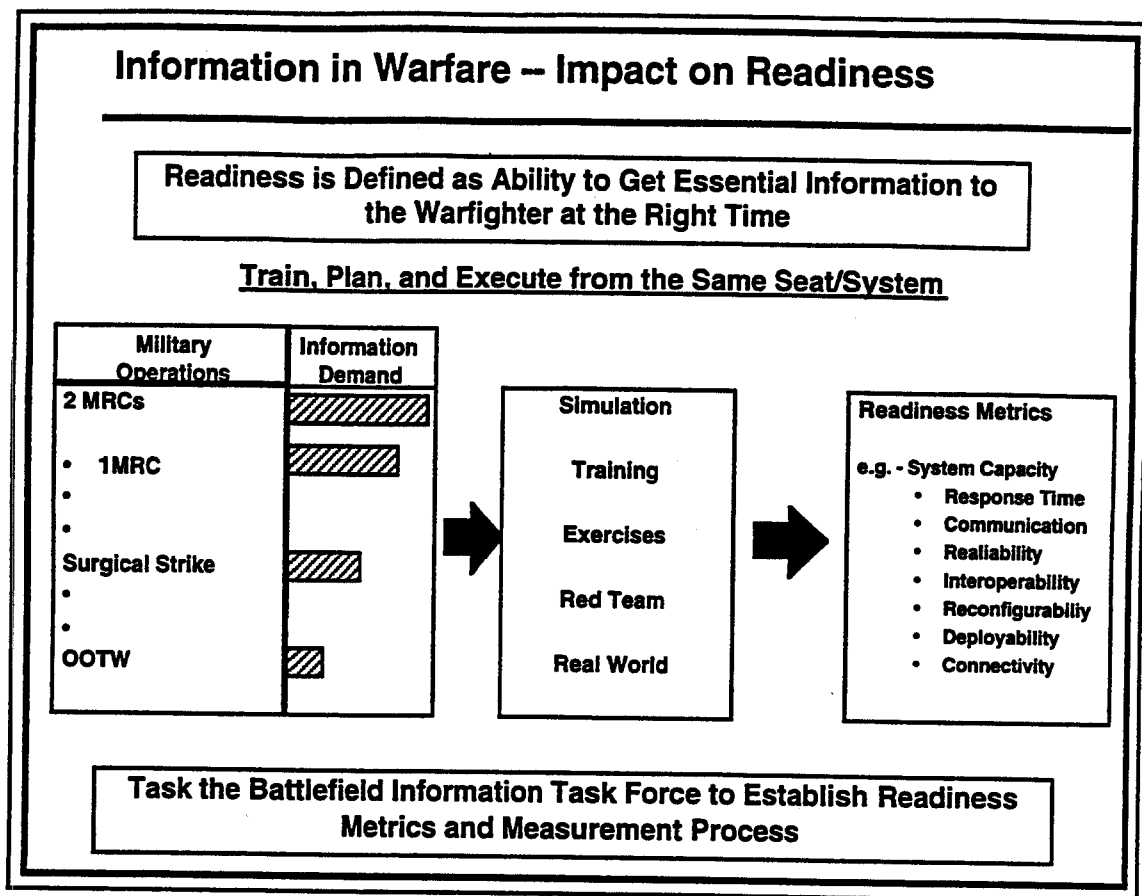 Information in Warfare – Impact on Readiness
Readiness is Defined as Ability to Get Essential Information to
the Warfighter at the Right Time
Train, Plan, and Execute from the Same Seat/System
Military
Operations
Information
Demand
2 MRCs
• 1MRC
•
•
Surgical Strike
•
•
OOTW
Simulation
Training
Exercises
Red Team
Real World
Readiness Metrics
e.g. - System Capacity
• Response Time
• Communication
• Realiability
• Interoperability
• Reconfigurabiliy
• Deployability
• Connectivity
Task the Battlefield Information Task Force to Establish Readiness
Metrics and Measurement Process